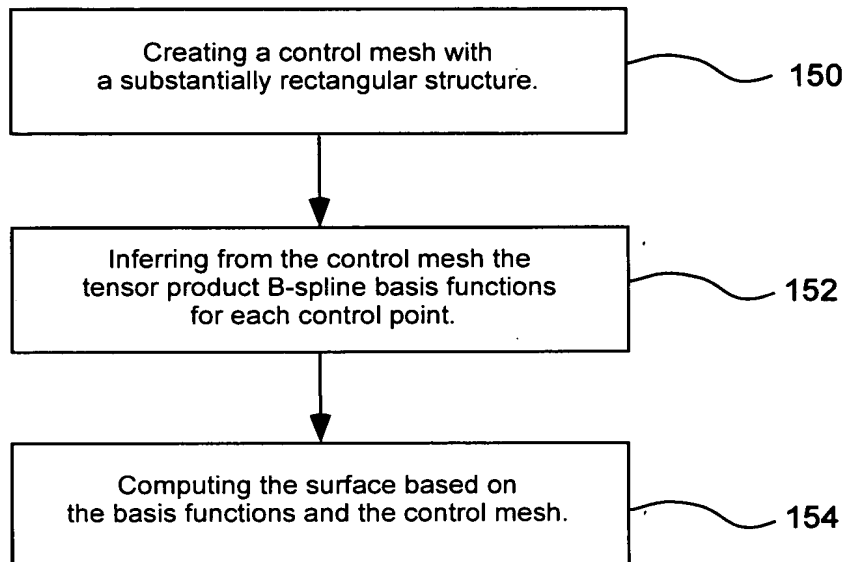 Creating a control mesh with
a substantially rectangular structure.
150
Inferring from the control mesh the
tensor product B-spline basis functions
for each control point.
152
Computing the surface based on
the basis functions and the control mesh.
154